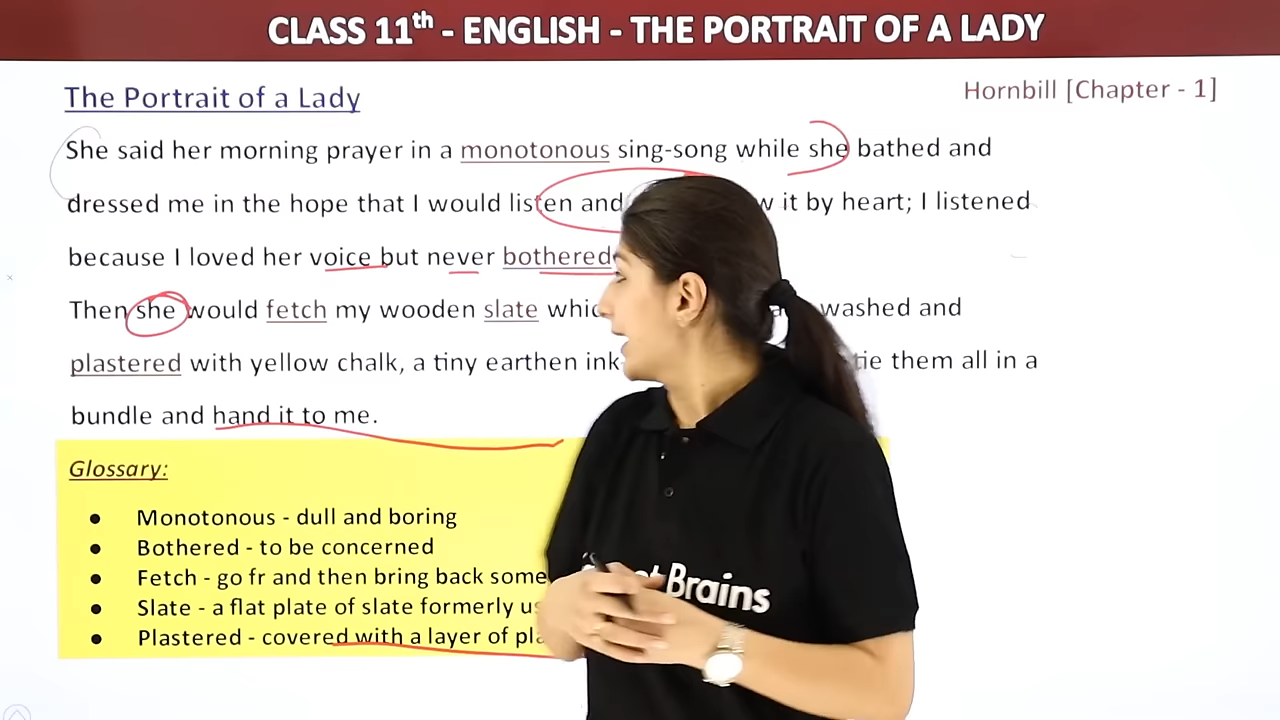 CLASS 11th - ENGLISH - THE PORTRAIT OF A LADY
The Portrait of a Lady
Hornbill [Chapter - 1]
She said her morning prayer in a monotonous sing-song while she bathed and
dressed me in the hope that I would listen and it by heart; I listened
because I loved her voice but never bothered
Then she would fetch my wooden slate washed and
plastered with yellow chalk, a tiny earthen ink- tie them all in a
bundle and hand it to me.
Glossary:
● Monotonous - dull and boring
● Bothered - to be concerned
● Fetch - go fr and then bring back some
● Slate - a flat plate of slate formerly
● Plastered - covered with a layer of
Brains